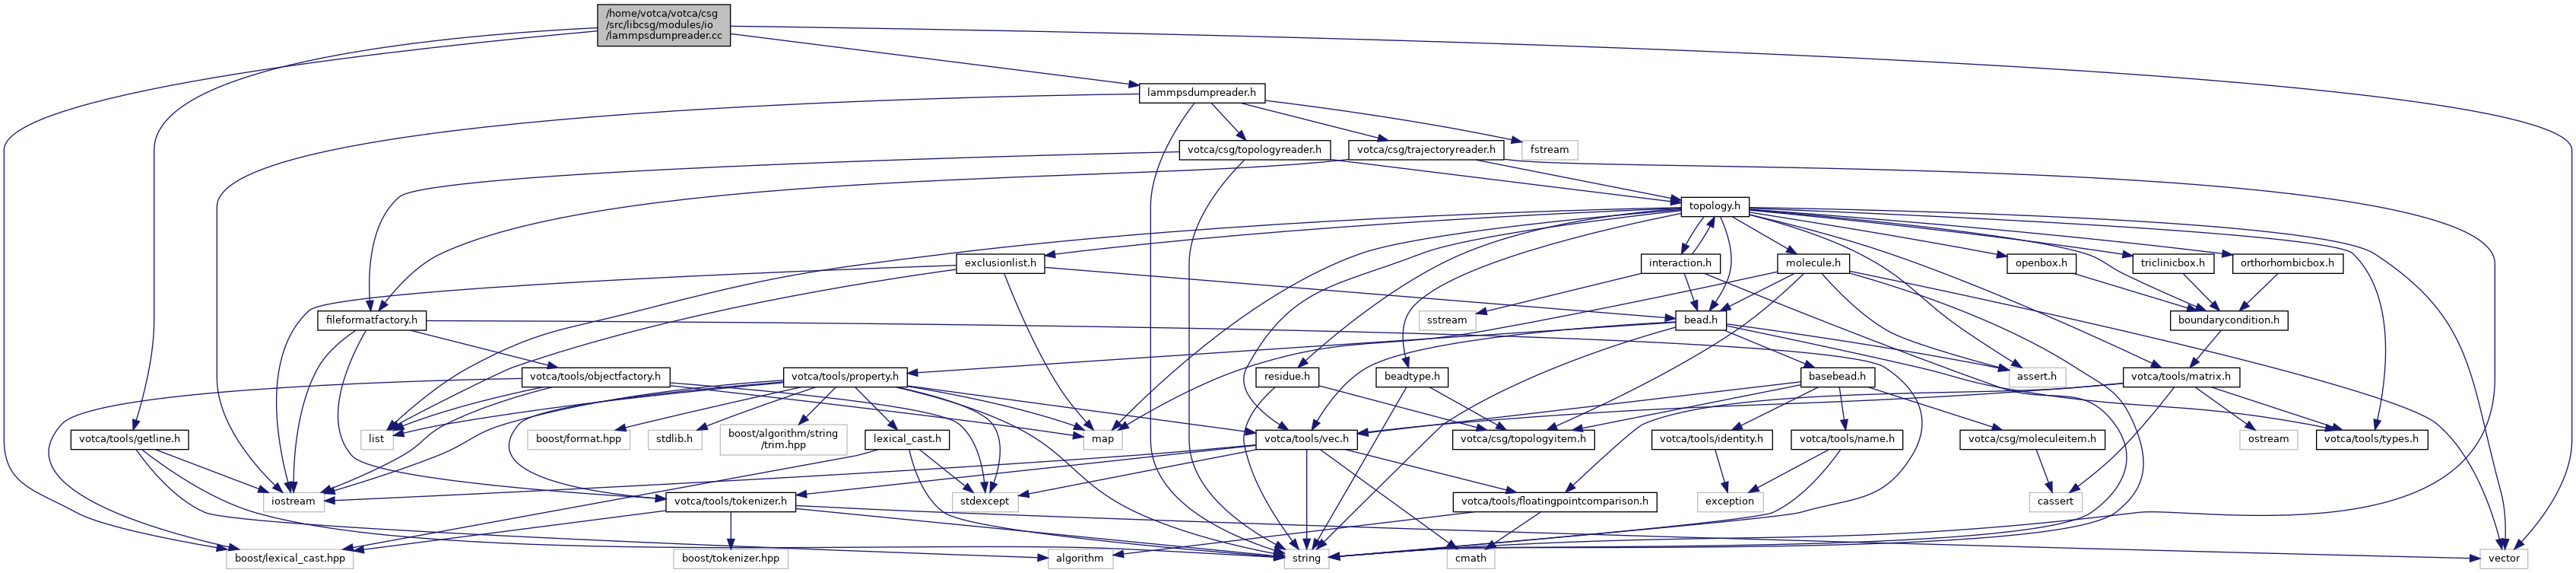 /home/votca/votca/csg
/src/libcsg/modules/io
/lammpsdumpreader.cc
lammpsdumpreader.h
votca/csg/topologyreader.h
votca/csg/trajectoryreader.h
fstream
topology.h
exclusionlist.h
interaction.h
molecule.h
openbox.h
triclinicbox.h
orthorhombicbox.h
fileformatfactory.h
sstream
bead.h
boundarycondition.h
votca/tools/objectfactory.h
votca/tools/property.h
residue.h
beadtype.h
basebead.h
assert.h
votca/tools/matrix.h
votca/tools/getline.h
list
boost/format.hpp
stdlib.h
boost/algorithm/string
/trim.hpp
lexical_cast.h
map
votca/tools/vec.h
votca/csg/topologyitem.h
votca/tools/identity.h
votca/tools/name.h
votca/csg/moleculeitem.h
ostream
votca/tools/types.h
iostream
votca/tools/tokenizer.h
stdexcept
votca/tools/floatingpointcomparison.h
exception
cassert
boost/lexical_cast.hpp
boost/tokenizer.hpp
algorithm
string
cmath
vector